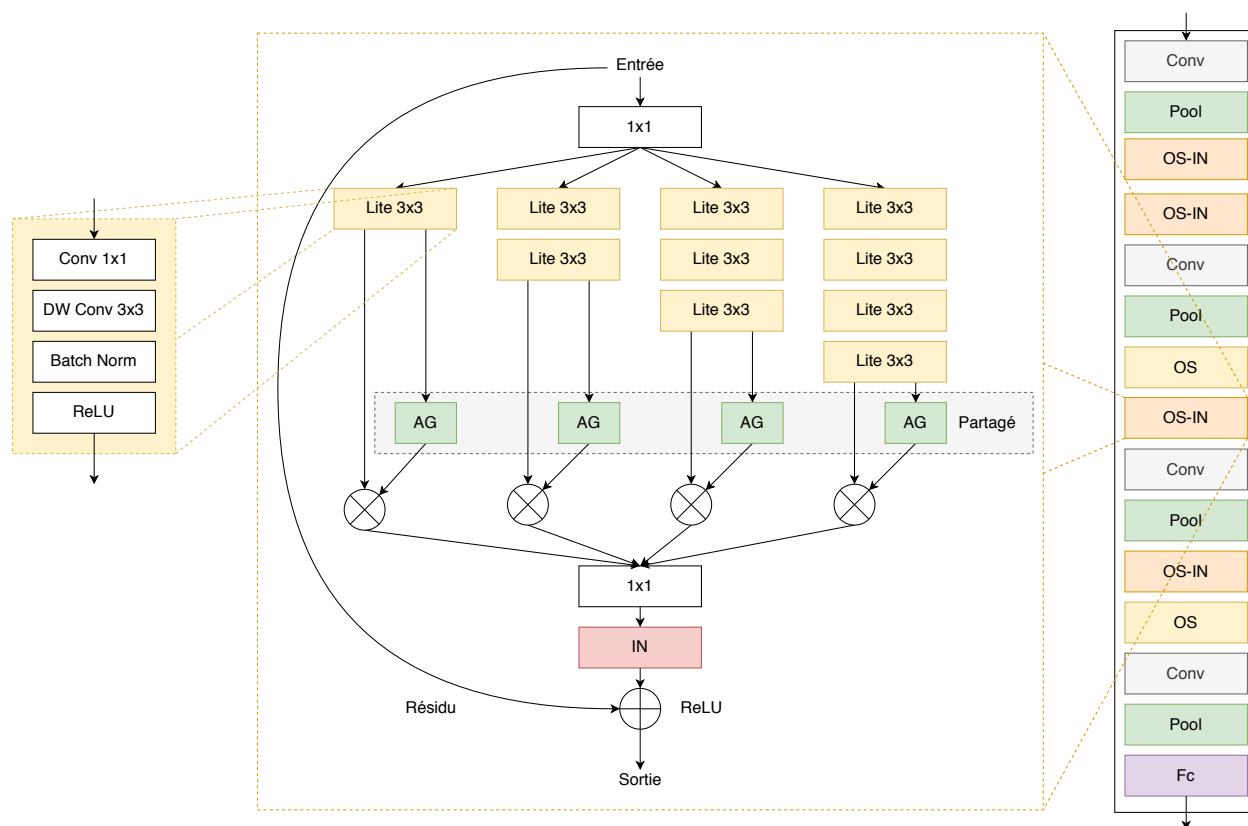 Conv 1x1
DW Conv 3x3
Batch Norm
ReLU
Entrée
1x1
Lite 3x3 Lite 3x3 Lite 3x3 Lite 3x3
Lite 3x3 Lite 3x3 Lite 3x3
Lite 3x3 Lite 3x3
Lite 3x3
AG AG AG AG Partagé
1x1
IN
Résidu ReLU
Sortie
Conv
Pool
OS-IN
OS-IN
Conv
Pool
OS
OS-IN
Conv
Pool
OS-IN
OS
Conv
Pool
Fc